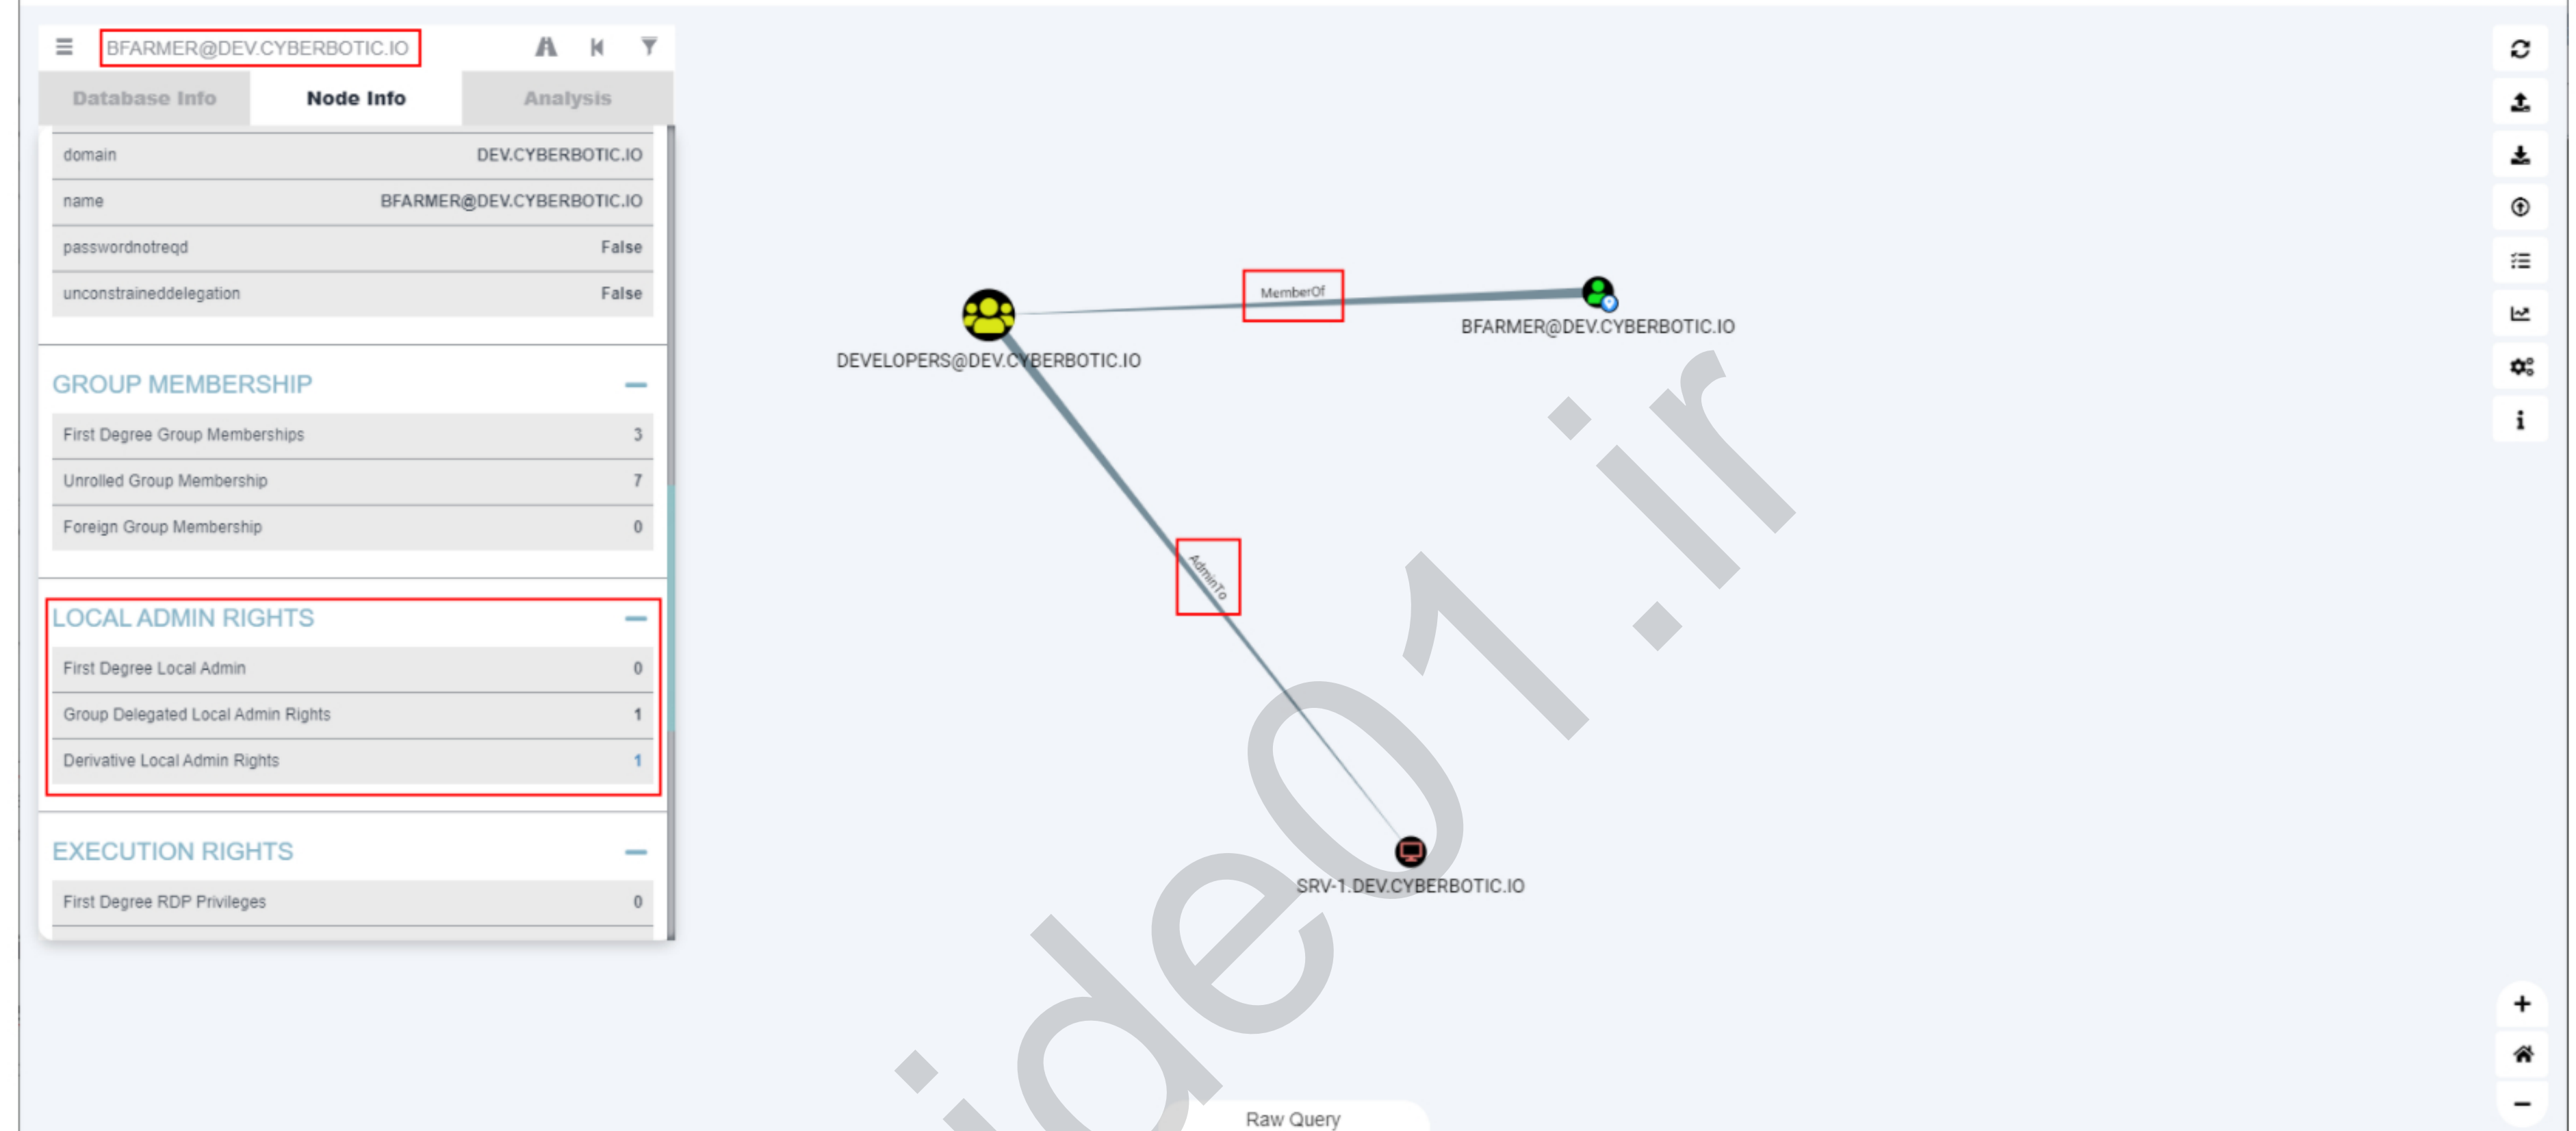 BFARMER@DEV.CYBERBOTIC.IO
Database Info Node Info Analysis
domain DEV.CYBERBOTIC.IO
name BFARMER@DEV.CYBERBOTIC.IO
passwordnotreqd False
unconstraineddelegation False
GROUP MEMBERSHIP
First Degree Group Memberships 3
Unrolled Group Membership 7
Foreign Group Membership 0
LOCAL ADMIN RIGHTS
First Degree Local Admin 0
Group Delegated Local Admin Rights 1
Derivative Local Admin Rights 1
EXECUTION RIGHTS
First Degree RDP Privileges 0
MemberOf
BFARMER@DEV.CYBERBOTIC.IO
DEVELOPERS@DEV.CYBERBOTIC.IO
AdminTo
SRV-1.DEV.CYBERBOTIC.IO
Raw Query
ide01.ir